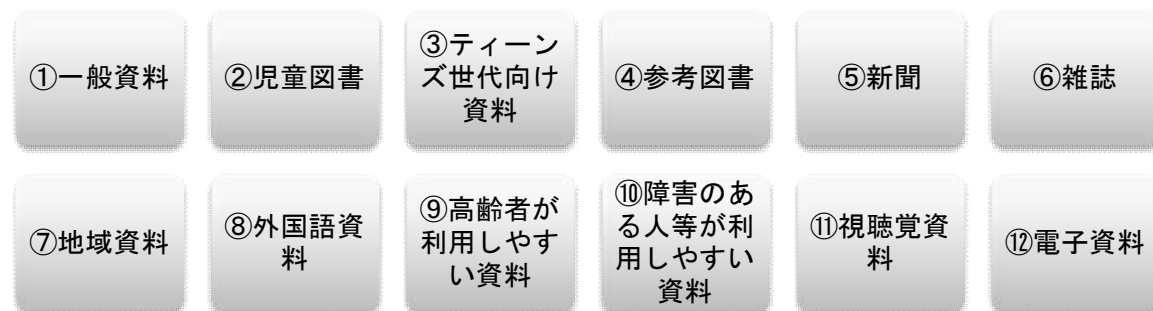 ①一般資料
②児童図書
③ティーン
ズ世代向け
資料
④参考図書
⑤新聞
⑥雑誌
⑦地域資料
⑧外国語資
料
⑨高齢者が
利用しやす
い資料
⑩障害のあ
る人等が利
用しやすい
資料
⑪視聴覚資
料
⑫電子資料